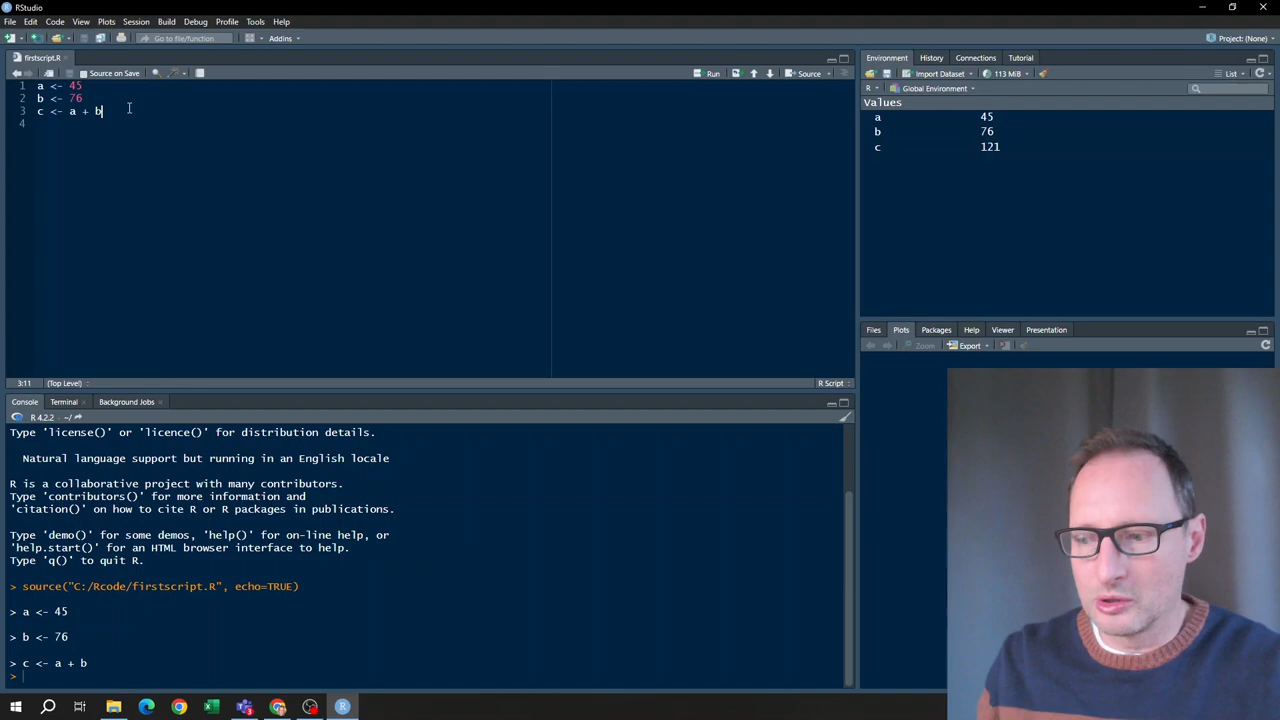 RStudio
File Edit Code View Plots Session Build Debug Profile Tools Help
Go to file/function Addins Project: (None)
firstscript.R
Source on Save Run Source
1 a <- 45
2 b <- 76
3 c <- a + b
4
3:11 (Top Level) R Script
Console Terminal Background Jobs
R 4.2.2 · ~/
Type 'license()' or 'licence()' for distribution details.
Natural language support but running in an English locale
R is a collaborative project with many contributors.
Type 'contributors()' for more information and
'citation()' on how to cite R or R packages in publications.
Type 'demo()' for some demos, 'help()' for on-line help, or
'help.start()' for an HTML browser interface to help.
Type 'q()' to quit R.
> source("C:/Rcode/firstscript.R", echo=TRUE)
> a <- 45
> b <- 76
> c <- a + b
>
Environment History Connections Tutorial
Import Dataset 113 MiB List
R Global Environment
Values
a 45
b 76
c 121
Files Plots Packages Help Viewer Presentation
Zoom Export